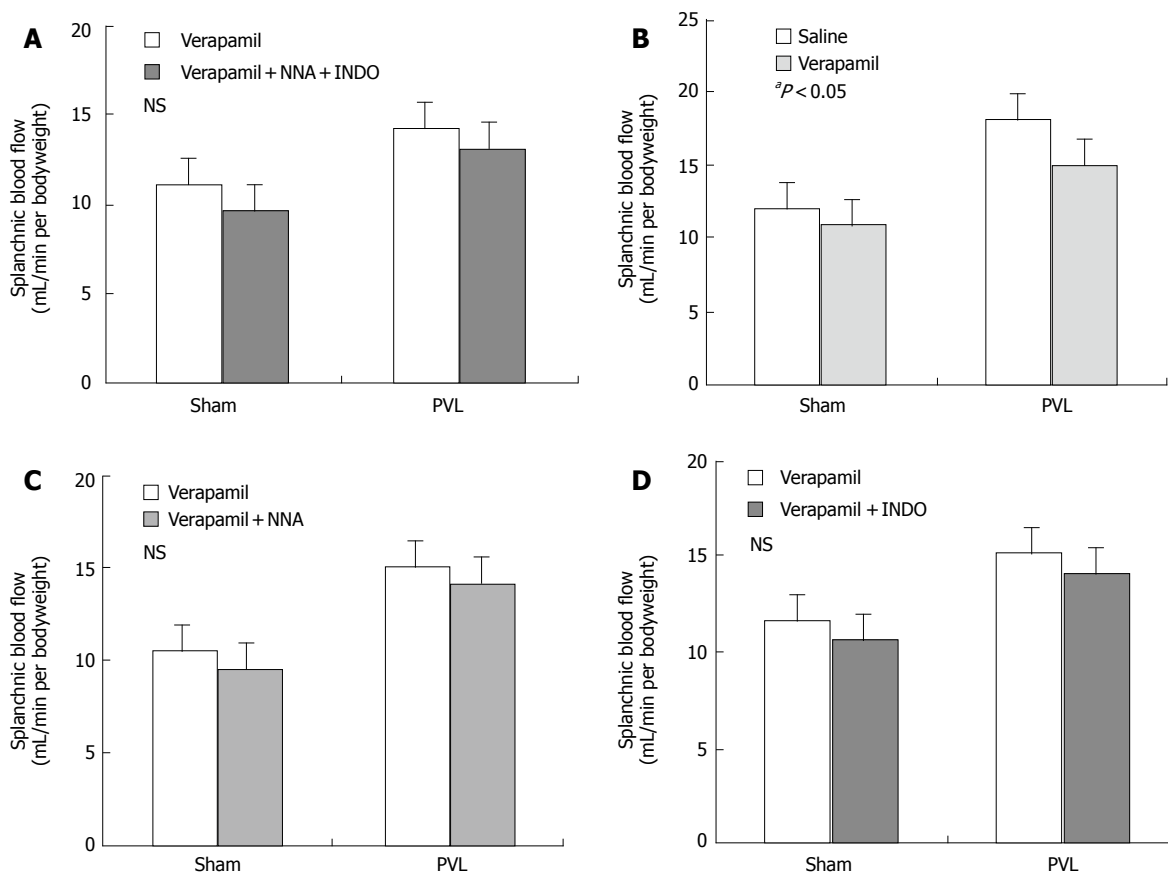 A
Verapamil
Verapamil + NNA + INDO
NS
Splanchnic blood flow
(mL/min per bodyweight)
20
15
10
5
0
Sham
PVL
B
Saline
Verapamil
ᵃP < 0.05
Splanchnic blood flow
(mL/min per bodyweight)
25
20
15
10
5
0
Sham
PVL
C
Verapamil
Verapamil + NNA
NS
Splanchnic blood flow
(mL/min per bodyweight)
20
15
10
5
0
Sham
PVL
D
Verapamil
Verapamil + INDO
NS
Splanchnic blood flow
(mL/min per bodyweight)
20
15
10
5
0
Sham
PVL